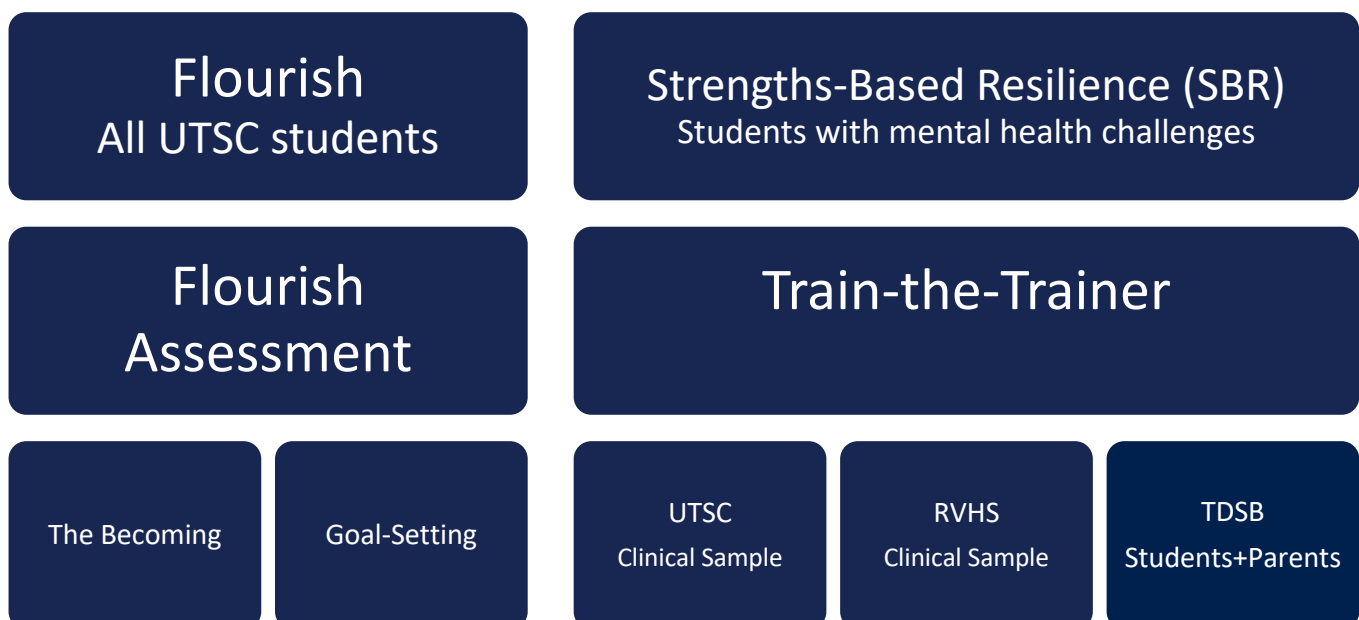 Flourish
All UTSC students
Strengths-Based Resilience (SBR)
Students with mental health challenges
Flourish
Assessment
Train-the-Trainer
The Becoming
Goal-Setting
UTSC
Clinical Sample
RVHS
Clinical Sample
TDSB
Students+Parents